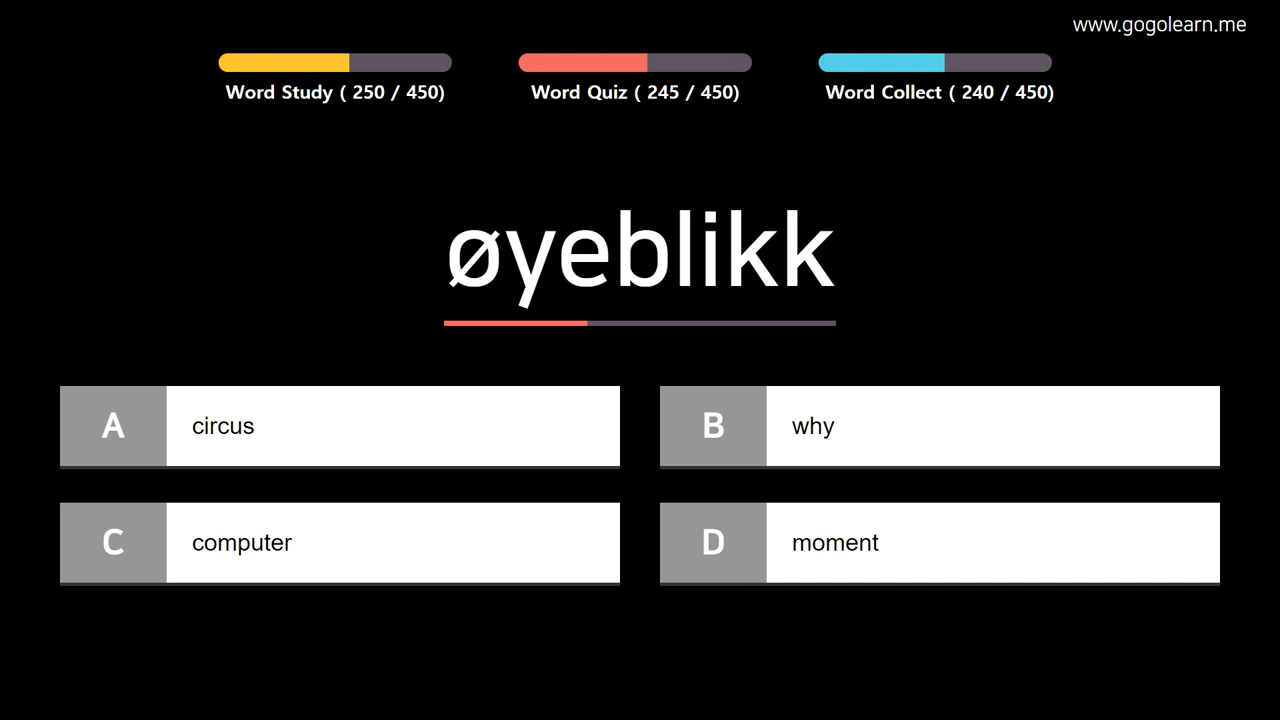 www.gogolearn.me
Word Study ( 250 / 450)
Word Quiz ( 245 / 450)
Word Collect ( 240 / 450)
øyeblikk
A circus
B why
C computer
D moment